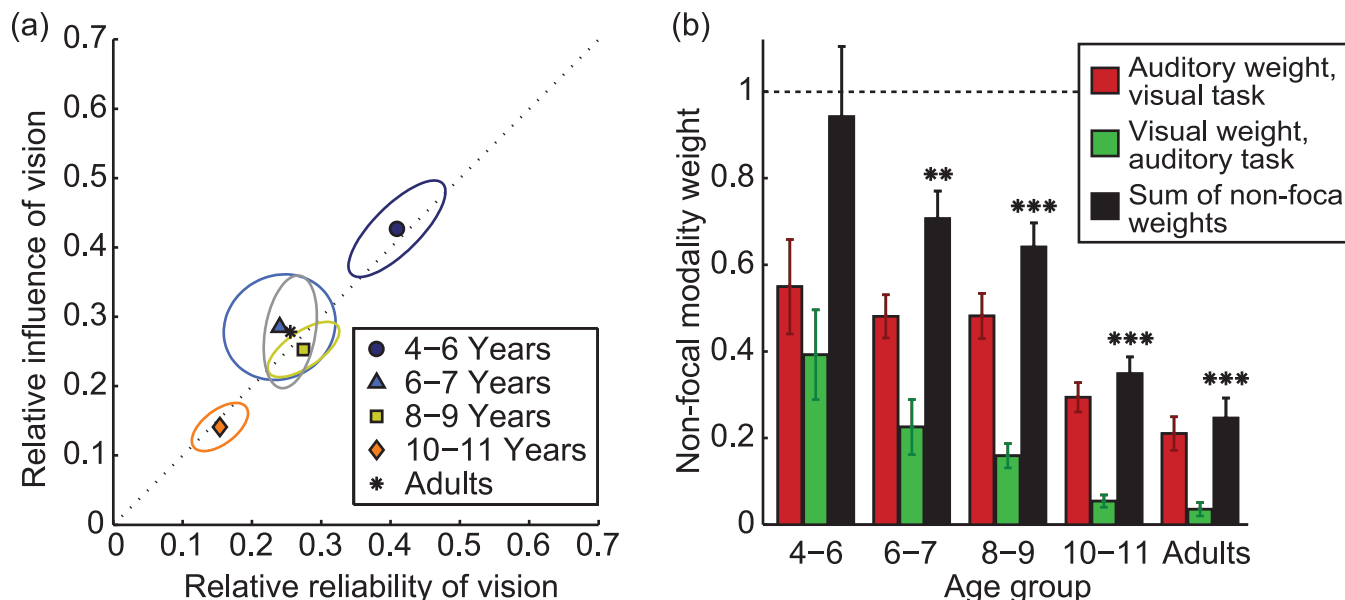 (a)
0.7
0.6
0.5
0.4
0.3
0.2
0.1
0
Relative influence of vision
4−6 Years
6−7 Years
8−9 Years
10−11 Years
Adults
0 0.1 0.2 0.3 0.4 0.5 0.6 0.7
Relative reliability of vision
(b)
1
0.8
0.6
0.4
0.2
0
Non-focal modality weight
Auditory weight,
visual task
Visual weight,
auditory task
Sum of non-focal
weights
** *** *** ***
4−6 6−7 8−9 10−11 Adults
Age group